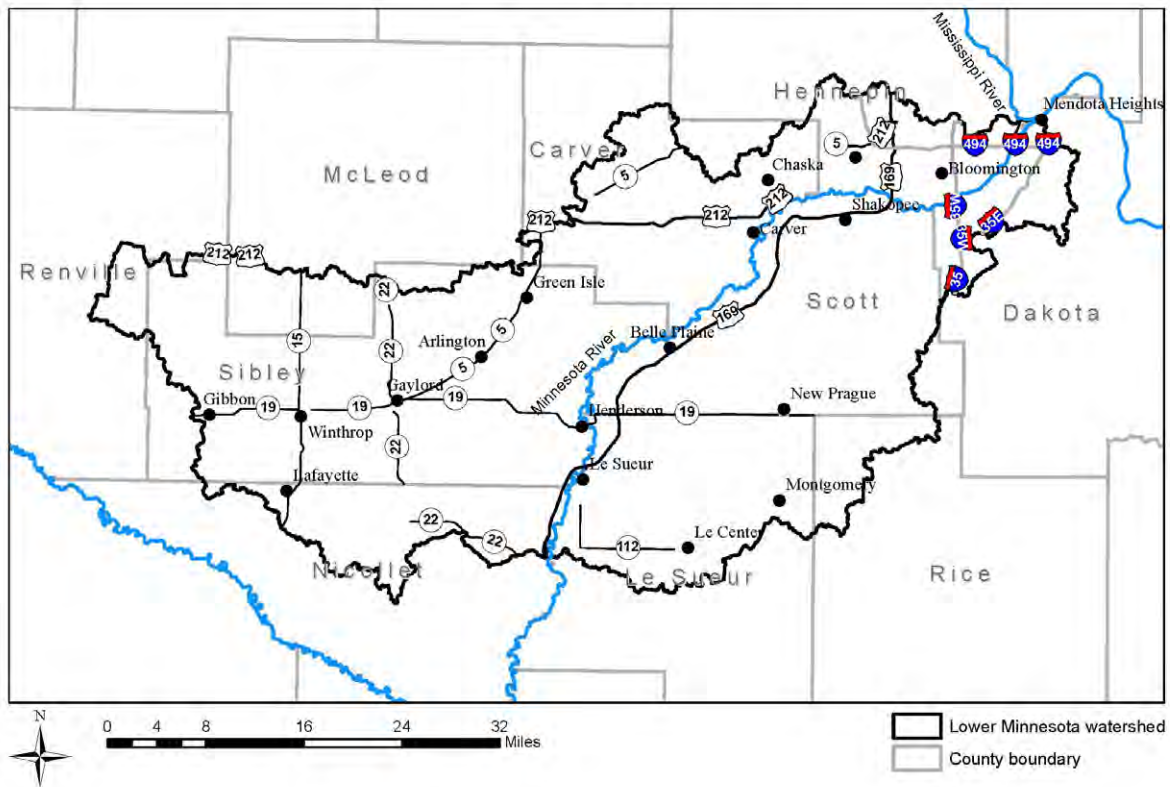 Mississippi River
Hennepin
Mendota Heights
212
5
494
494
494
Carver
5
Chaska
169
Bloomington
McLeod
212
212
212
Shakopee
35W
35E
Carver
35W
212
212
Renville
35
Green Isle
22
Scott
Dakota
169
15
5
Belle Plaine
Arlington
22
5
Minnesota River
Sibley
Gaylord
Gibbon
19
19
19
Henderson
19
New Prague
Winthrop
22
Le Sueur
Lafayette
Montgomery
22
22
112
Le Center
Nicollet
Le Sueur
Rice
N
0 4 8 16 24 32
Miles
Lower Minnesota watershed
County boundary